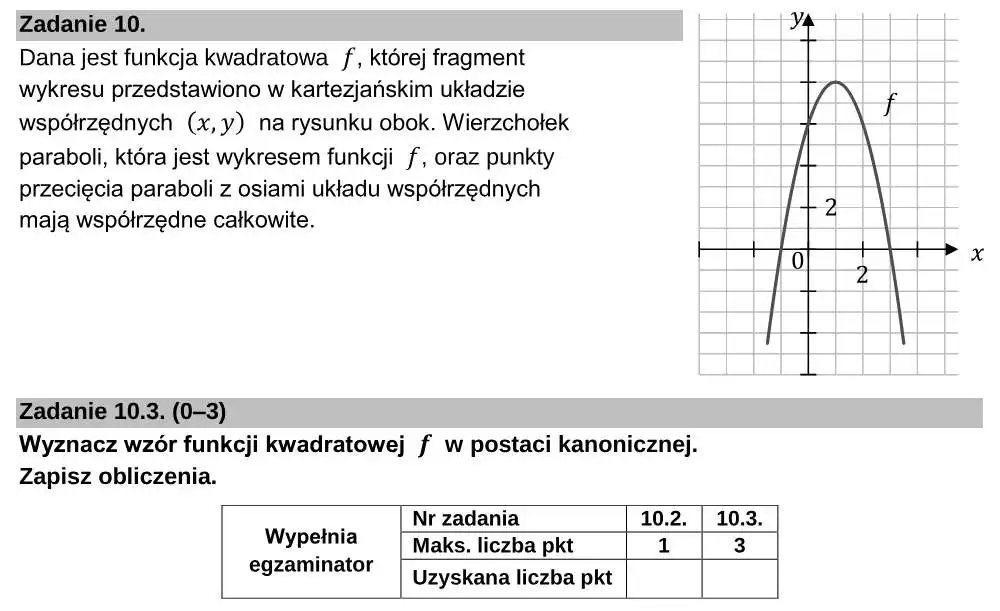 Zadanie 10.
Dana jest funkcja kwadratowa f, której fragment
wykresu przedstawiono w kartezjańskim układzie
współrzędnych (x, y) na rysunku obok. Wierzchołek
paraboli, która jest wykresem funkcji f, oraz punkty
przecięcia paraboli z osiami układu współrzędnych
mają współrzędne całkowite.
y
f
2
0
2
x
Zadanie 10.3. (0–3)
Wyznacz wzór funkcji kwadratowej f w postaci kanonicznej.
Zapisz obliczenia.
Wypełnia
egzaminator
Nr zadania 10.2. 10.3.
Maks. liczba pkt 1 3
Uzyskana liczba pkt